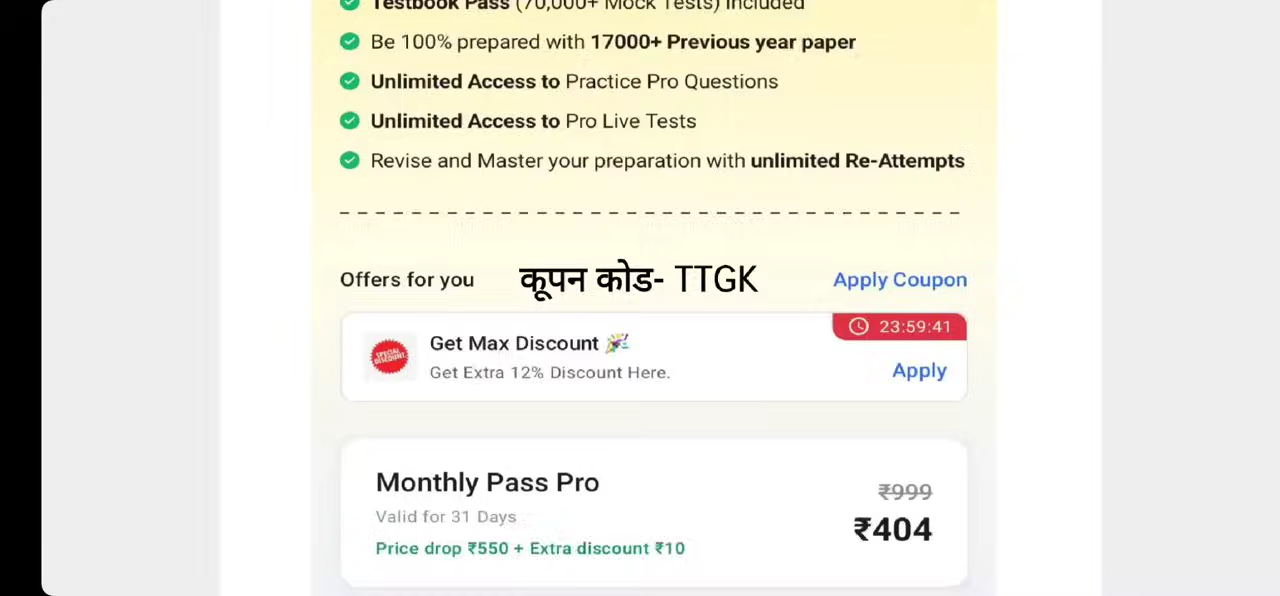 Testbook Pass (70,000+ Mock Tests) included
Be 100% prepared with 17000+ Previous year paper
Unlimited Access to Practice Pro Questions
Unlimited Access to Pro Live Tests
Revise and Master your preparation with unlimited Re-Attempts
Offers for you कूपन कोड- TTGK Apply Coupon
23:59:41
SPECIAL DISCOUNT
Get Max Discount
Get Extra 12% Discount Here.
Apply
Monthly Pass Pro
₹999
Valid for 31 Days
₹404
Price drop ₹550 + Extra discount ₹10